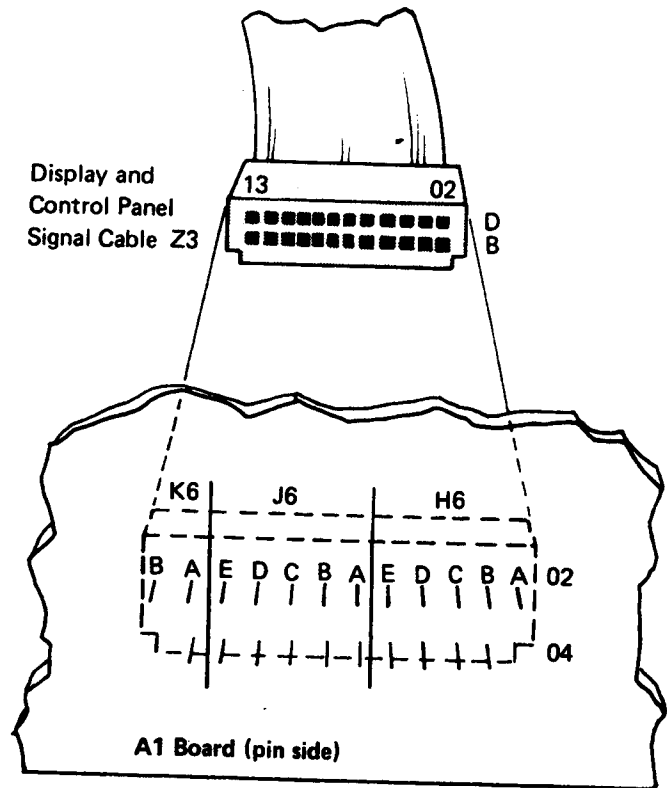 Display and
Control Panel
Signal Cable Z3
13 02
D
B
K6 J6 H6
B A E D C B A E D C B A 02
04
A1 Board (pin side)